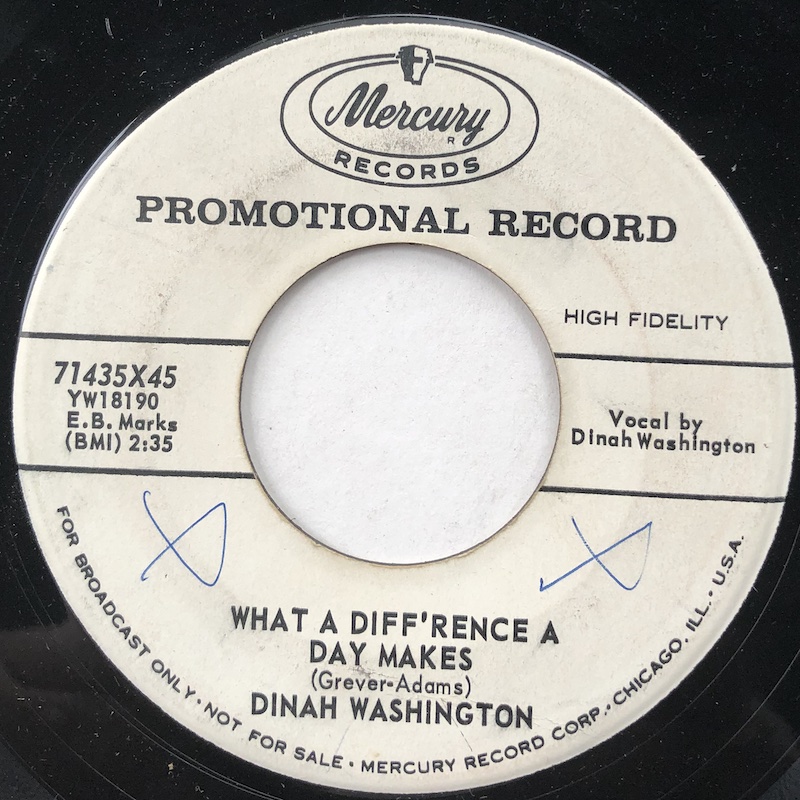 Mercury
R
RECORDS
PROMOTIONAL RECORD
HIGH FIDELITY
71435X45
YW18190
E.B. Marks
(BMI) 2:35
Vocal by
Dinah Washington
WHAT A DIFF'RENCE A
DAY MAKES
(Grever-Adams)
DINAH WASHINGTON
FOR BROADCAST ONLY • NOT FOR SALE • MERCURY RECORD CORP. • CHICAGO, ILL. • U.S.A.